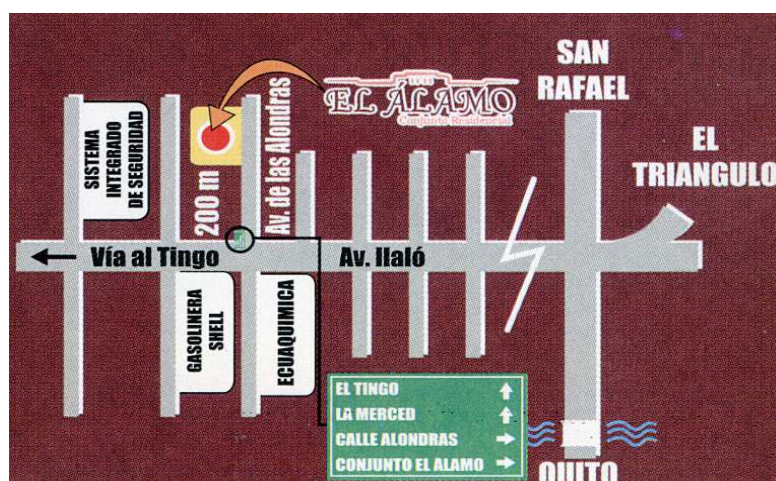 SAN
RAFAEL
EL
TRIANGULO
EL ÁLAMO
Conjunto Residencial
SISTEMA
INTEGRADO
DE SEGURIDAD
200 m
Av. de las Alondras
Vía al Tingo
Av. Ilaló
GASOLINERA
SHELL
ECUAQUIMICA
EL TINGO
LA MERCED
CALLE ALONDRAS
CONJUNTO EL ALAMO
QUITO